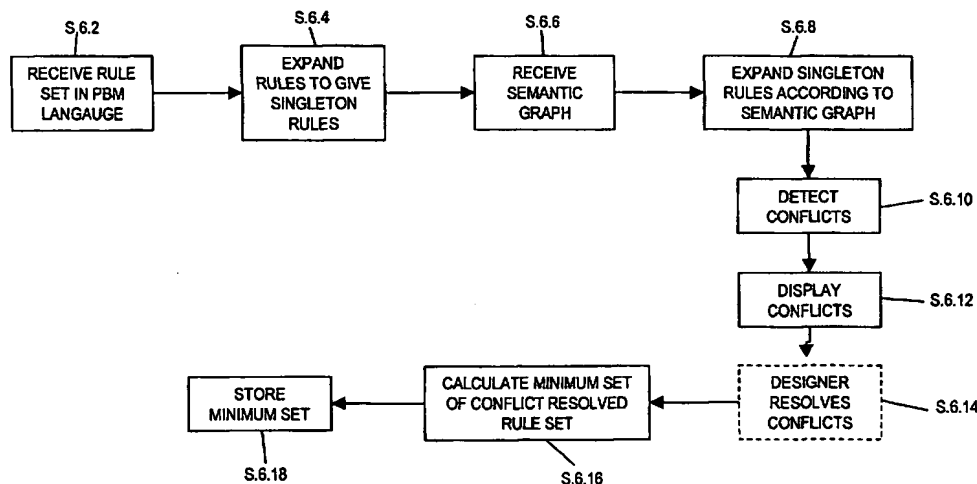 S.6.2
RECEIVE RULE
SET IN PBM
LANGAUGE
S.6.4
EXPAND
RULES TO GIVE
SINGLETON
RULES
S.6.6
RECEIVE
SEMANTIC
GRAPH
S.6.8
EXPAND SINGLETON
RULES ACCORDING TO
SEMANTIC GRAPH
DETECT
CONFLICTS
S.6.10
DISPLAY
CONFLICTS
S.6.12
DESIGNER
RESOLVES
CONFLICTS
S.6.14
CALCULATE MINIMUM SET
OF CONFLICT RESOLVED
RULE SET
S.6.16
STORE
MINIMUM SET
S.6.18